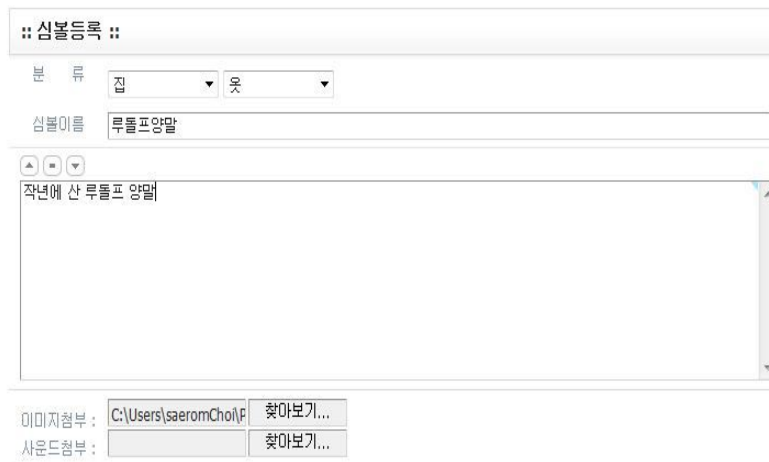 :: 심볼등록 ::
분 류 집 옷
심볼이름 루돌프양말
작년에 산 루돌프 양말
이미지첨부 : C:\Users\saeromChoi\P 찾아보기...
사운드첨부 : 찾아보기...